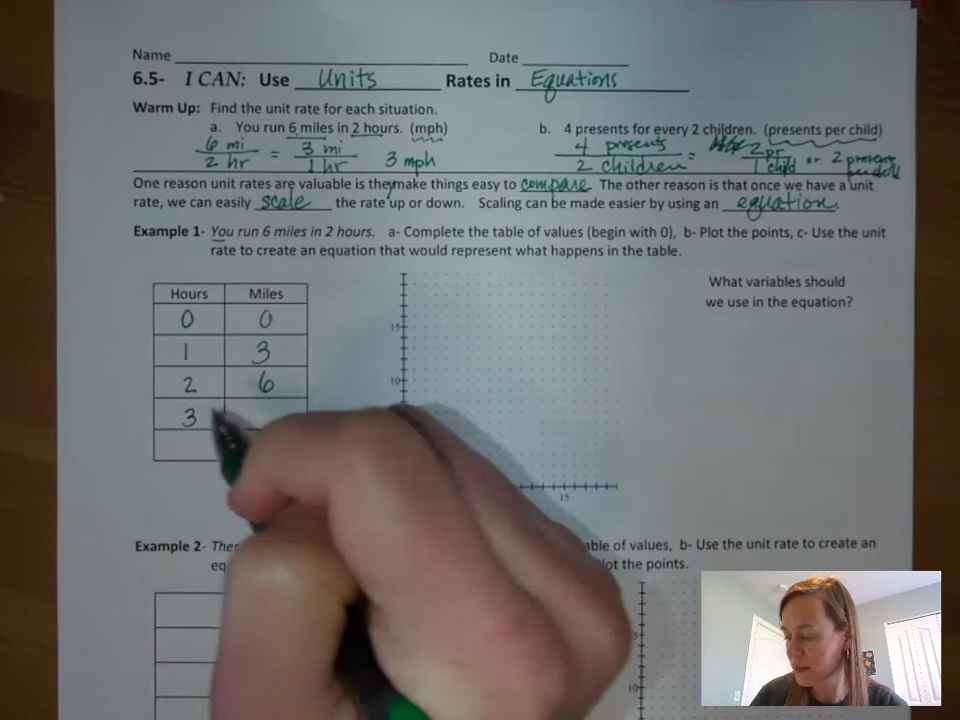 Name Date
6.5- I CAN: Use Units Rates in Equations
Warm Up: Find the unit rate for each situation.
a. You run 6 miles in 2 hours. (mph)
6 mi / 2 hr = 3 mi / 1 hr 3 mph
b. 4 presents for every 2 children. (presents per child)
4 presents / 2 children = 2 pr / 1 child or 2 presents
One reason unit rates are valuable is they make things easy to compare. The other reason is that once we have a unit
rate, we can easily scale the rate up or down. Scaling can be made easier by using an equation.
Example 1- You run 6 miles in 2 hours. a- Complete the table of values (begin with 0), b- Plot the points, c- Use the unit
rate to create an equation that would represent what happens in the table.
Hours Miles
0 0
1 3
2 6
3
15
10
15
What variables should
we use in the equation?
Example 2- Ther able of values, b- Use the unit rate to create an
eq lot the points.
5
10